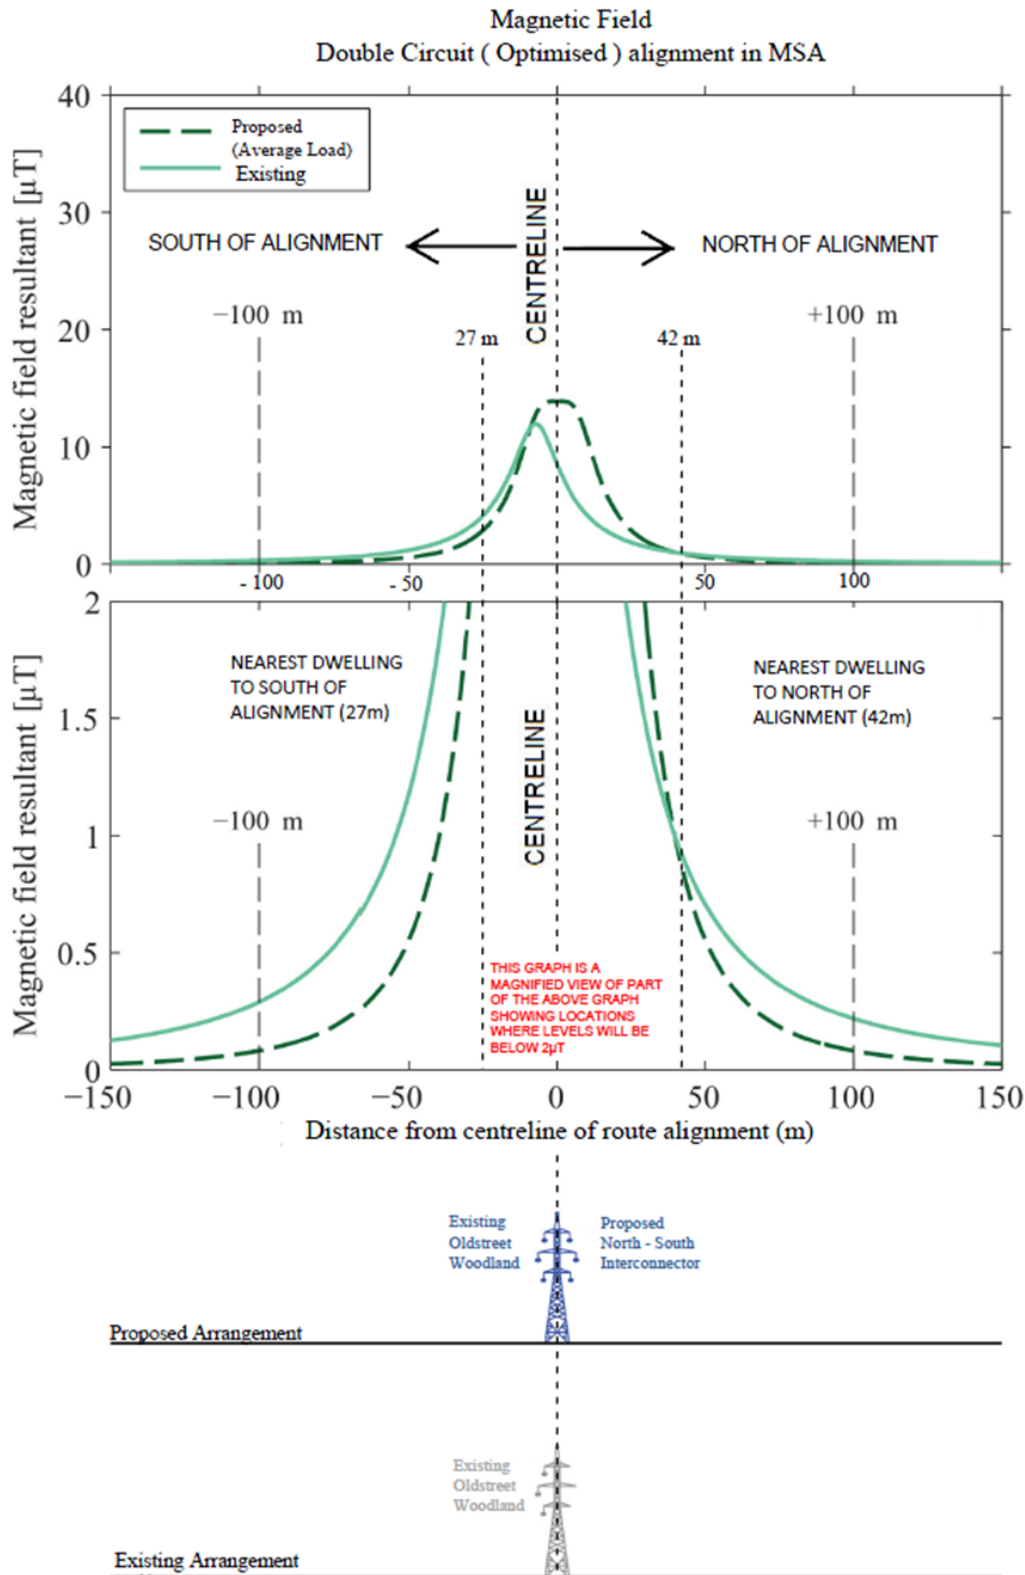 Magnetic Field
Double Circuit ( Optimised ) alignment in MSA
Magnetic field resultant [µT]
40
30
20
10
0
Proposed
(Average Load)
Existing
SOUTH OF ALIGNMENT
CENTRELINE
NORTH OF ALIGNMENT
−100 m
27 m
42 m
+100 m
- 100
- 50
50
100
Magnetic field resultant [µT]
2
1.5
1
0.5
0
NEAREST DWELLING
TO SOUTH OF
ALIGNMENT (27m)
CENTRELINE
NEAREST DWELLING
TO NORTH OF
ALIGNMENT (42m)
−100 m
+100 m
THIS GRAPH IS A
MAGNIFIED VIEW OF PART
OF THE ABOVE GRAPH
SHOWING LOCATIONS
WHERE LEVELS WILL BE
BELOW 2µT
−150
−100
−50
0
50
100
150
Distance from centreline of route alignment (m)
Existing
Oldstreet
Woodland
Proposed
North - South
Interconnector
Proposed Arrangement
Existing
Oldstreet
Woodland
Existing Arrangement